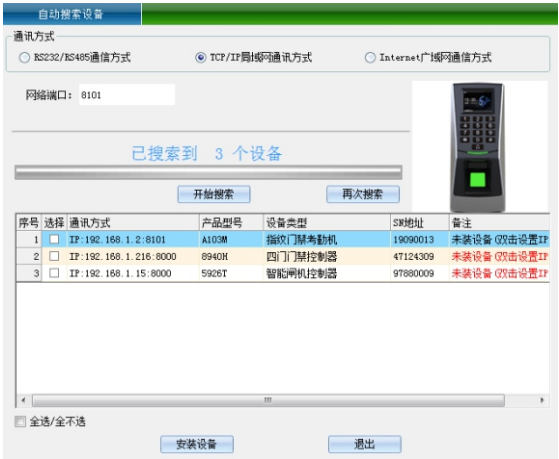 自动搜索设备
通讯方式
RS232/RS485通信方式 TCP/IP局域网通讯方式 Internet广域网通信方式
网络端口： 8101
已搜索到 3 个设备
开始搜索 再次搜索
序号 选择 通讯方式 产品型号 设备类型 SN地址 备注
1 IP:192.168.1.2:8101 A103M 指纹门禁考勤机 19090013 未装设备(双击设置IP
2 IP:192.168.1.216:8000 8940H 四门门禁控制器 47124309 未装设备(双击设置IP
3 IP:192.168.1.15:8000 5926T 智能闸机控制器 97880009 未装设备(双击设置IP
全选/全不选
安装设备 退出